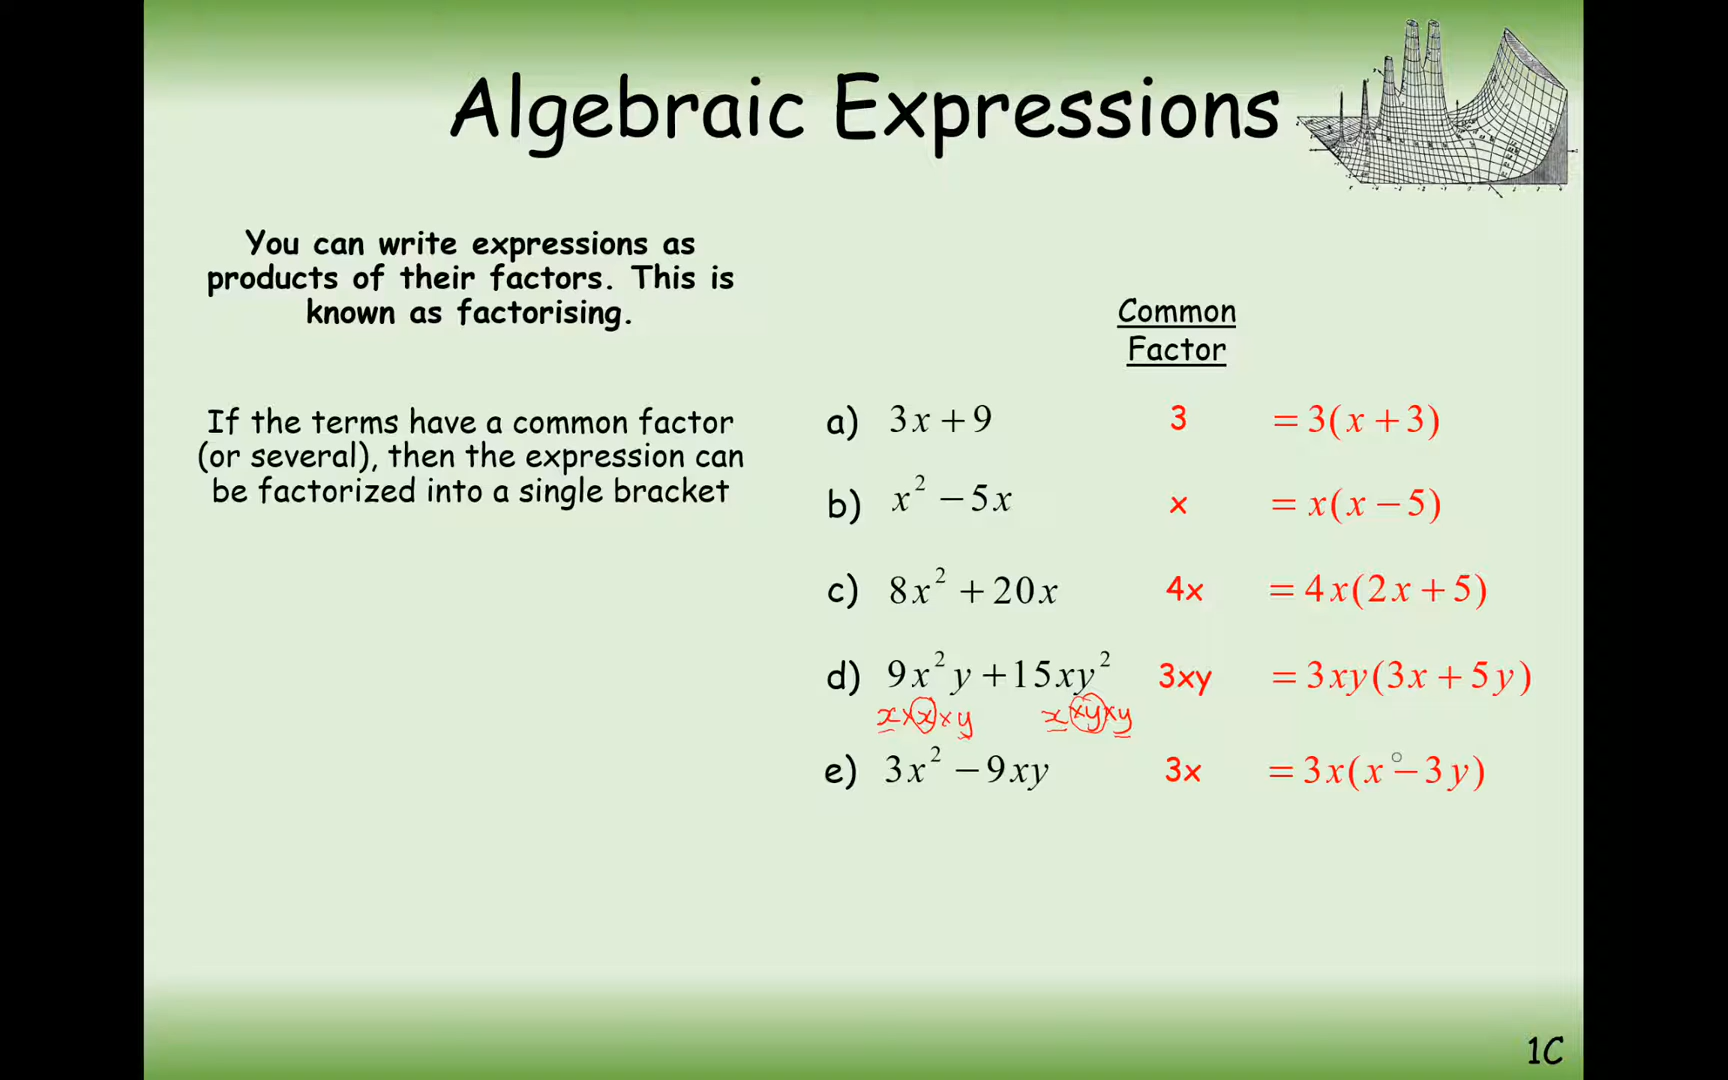 Algebraic Expressions
You can write expressions as
products of their factors. This is
known as factorising.
If the terms have a common factor
(or several), then the expression can
be factorized into a single bracket
Common
Factor
a) 3x + 9 3 = 3(x + 3)
b) x² − 5x x = x(x − 5)
c) 8x² + 20x 4x = 4x(2x + 5)
d) 9x²y + 15xy² 3xy = 3xy(3x + 5y)
x × x × y x × y × y
e) 3x² − 9xy 3x = 3x(x − 3y)
1C